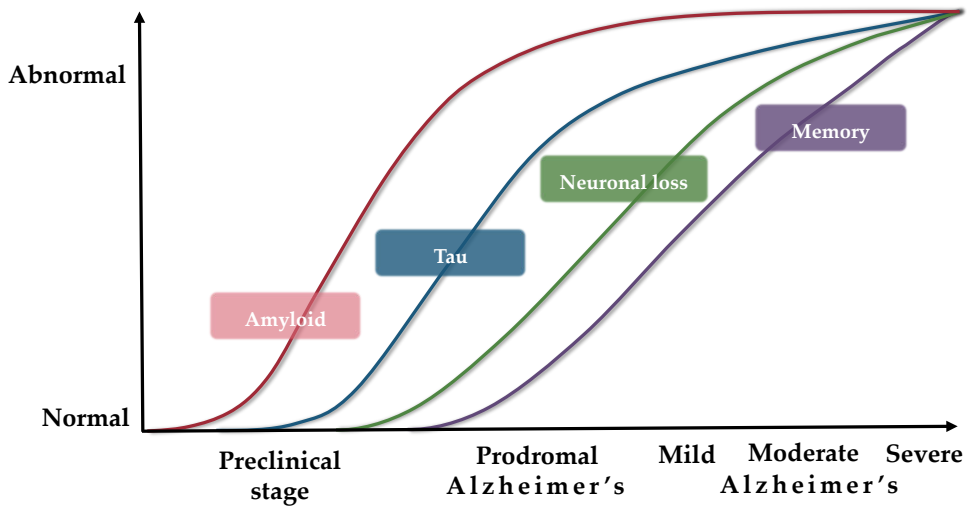 Abnormal
Memory
Neuronal loss
Tau
Amyloid
Normal
Preclinical
stage
Prodromal
Alzheimer's
Mild
Moderate
Severe
Alzheimer's